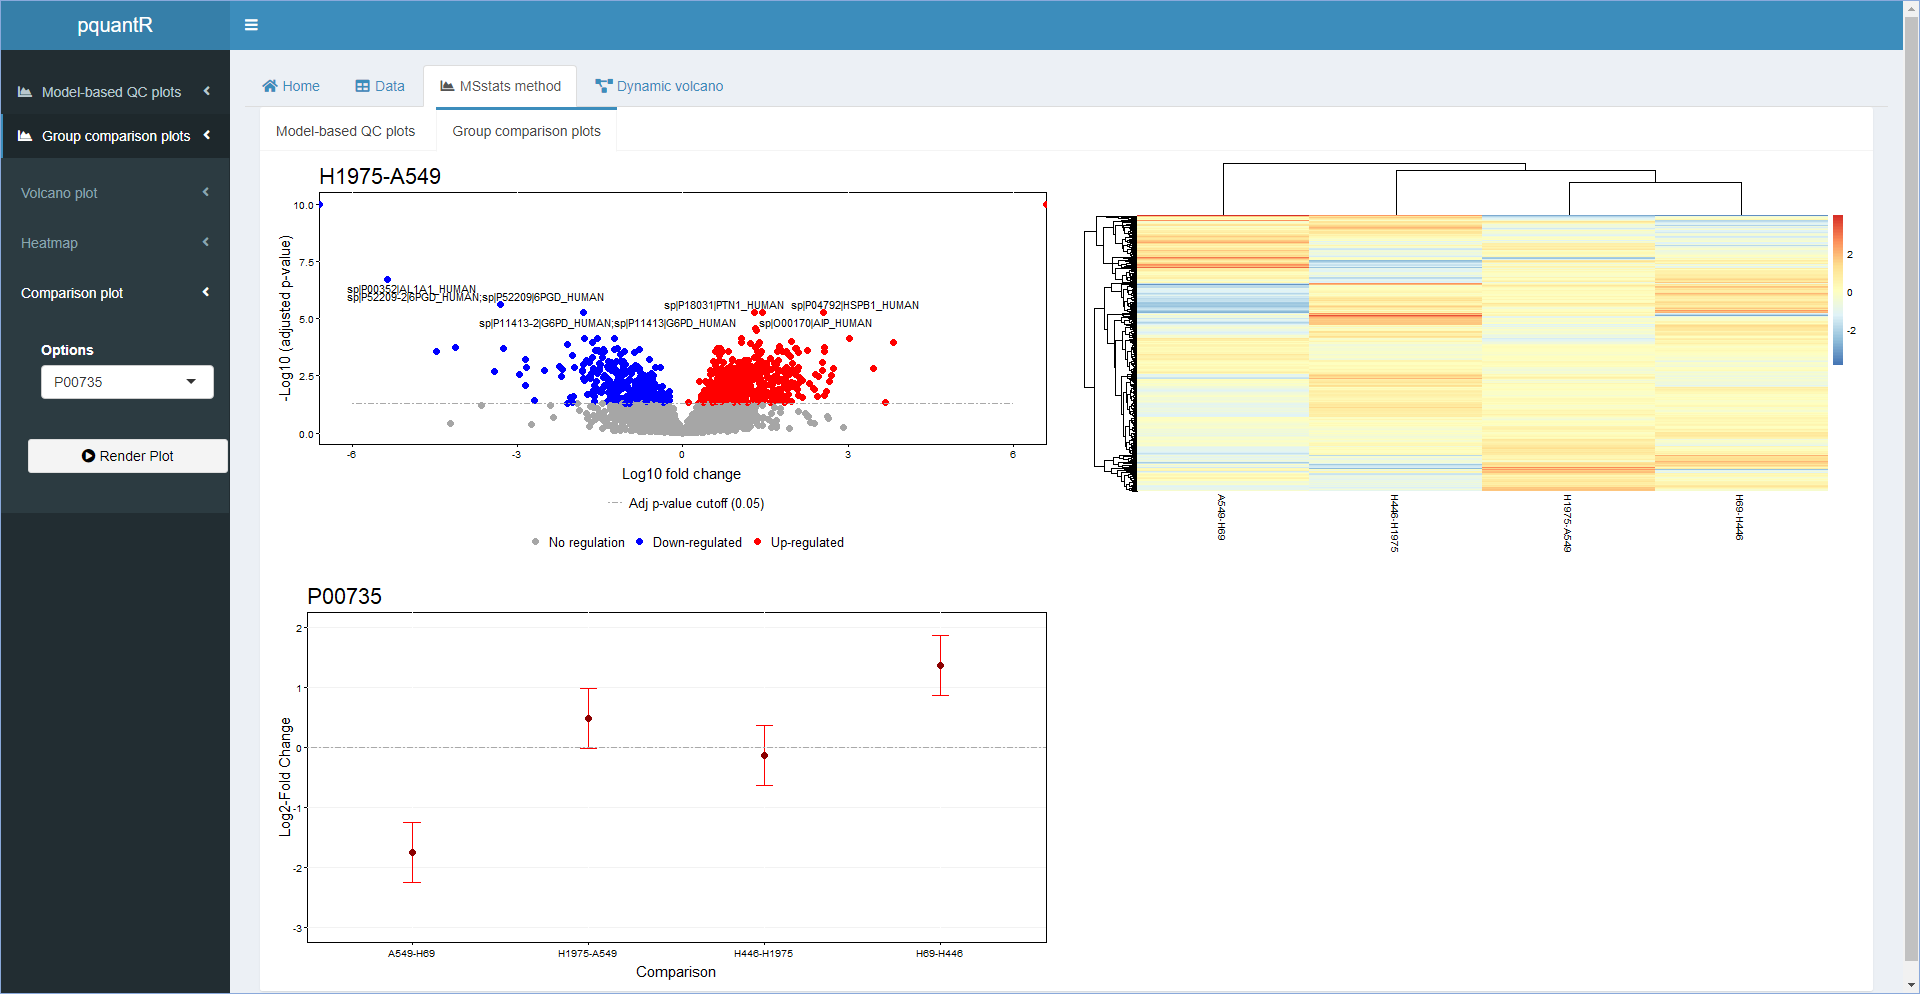 pquantR
Model-based QC plots
Group comparison plots
Volcano plot
Heatmap
Comparison plot
Options
P00735
Render Plot
Home
Data
MSstats method
Dynamic volcano
Model-based QC plots
Group comparison plots
H1975-A549
-Log10 (adjusted p-value)
10.0
7.5
5.0
2.5
0.0
sp|P00352|AL1A1_HUMAN
sp|P52209-2|6PGD_HUMAN;sp|P52209|6PGD_HUMAN
sp|P18031|PTN1_HUMAN
sp|P04792|HSPB1_HUMAN
sp|P11413-2|G6PD_HUMAN;sp|P11413|G6PD_HUMAN
sp|O00170|AIP_HUMAN
-6
-3
0
3
6
Log10 fold change
Adj p-value cutoff (0.05)
No regulation
Down-regulated
Up-regulated
2
0
-2
A549-H69
H446-H1975
H1975-A549
H69-H446
P00735
Log2-Fold Change
2
1
0
-1
-2
-3
A549-H69
H1975-A549
H446-H1975
H69-H446
Comparison